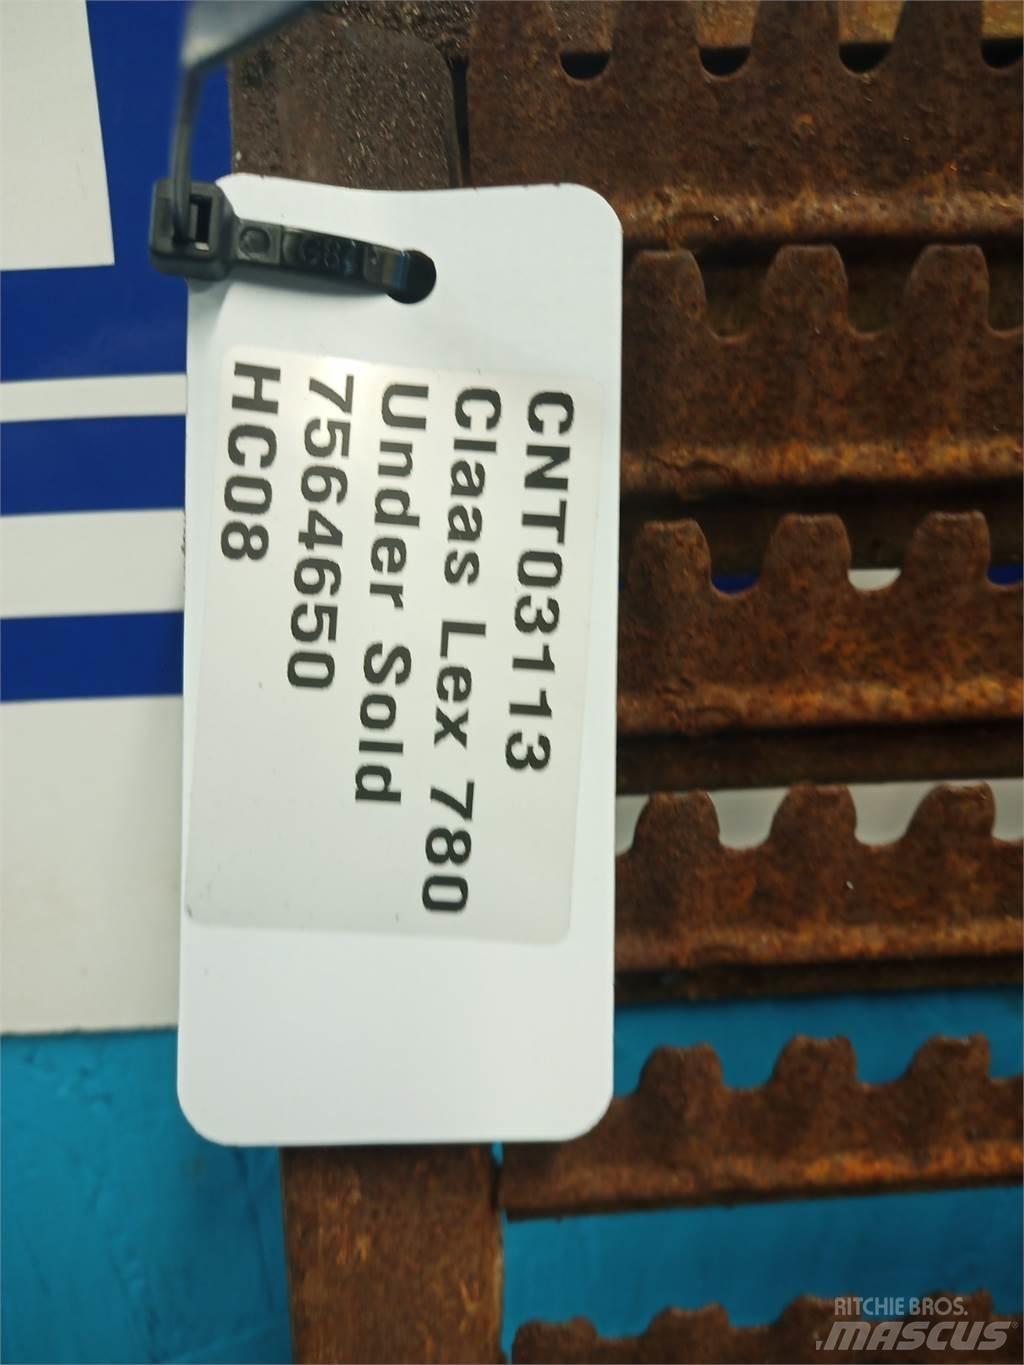 CNT03113
Claas Lex 780
Under Sold
7564650
HC08
RITCHIE BROS.
MASCUS